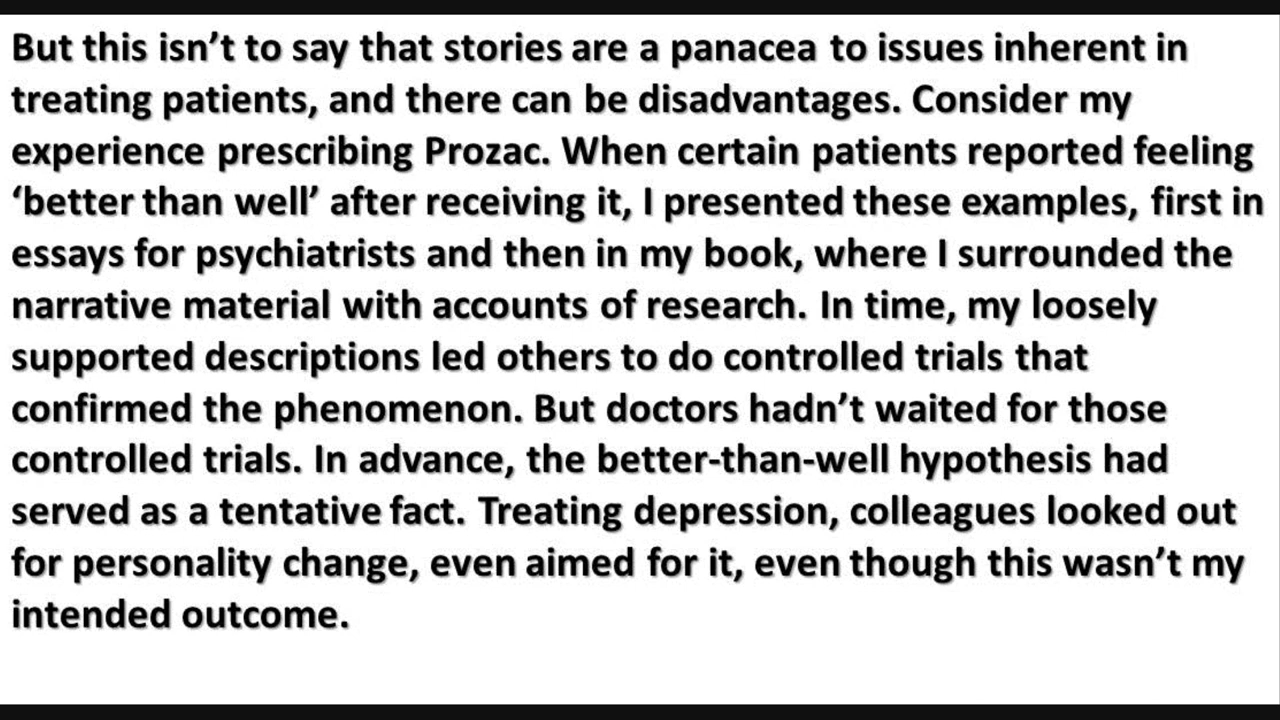 But this isn’t to say that stories are a panacea to issues inherent in
treating patients, and there can be disadvantages. Consider my
experience prescribing Prozac. When certain patients reported feeling
‘better than well’ after receiving it, I presented these examples, first in
essays for psychiatrists and then in my book, where I surrounded the
narrative material with accounts of research. In time, my loosely
supported descriptions led others to do controlled trials that
confirmed the phenomenon. But doctors hadn’t waited for those
controlled trials. In advance, the better-than-well hypothesis had
served as a tentative fact. Treating depression, colleagues looked out
for personality change, even aimed for it, even though this wasn’t my
intended outcome.